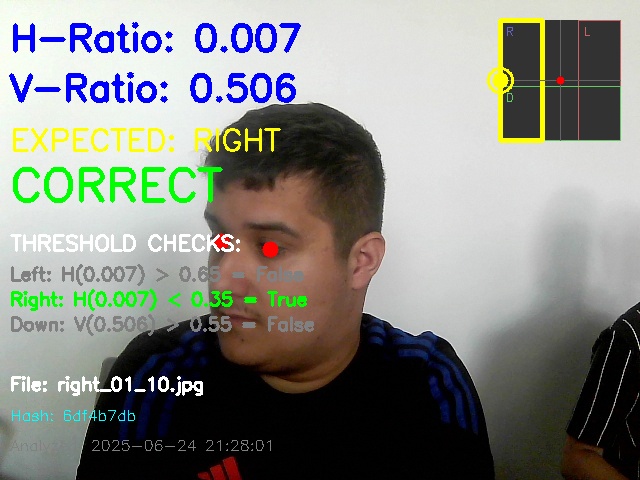 H-Ratio: 0.007
V-Ratio: 0.506
R L
D
EXPECTED: RIGHT
CORRECT
THRESHOLD CHECKS:
Left: H(0.007) > 0.65 = False
Right: H(0.007) < 0.35 = True
Down: V(0.506) > 0.55 = False
File: right_01_10.jpg
Hash: 6df4b7db
2025-06-24 21:28:01